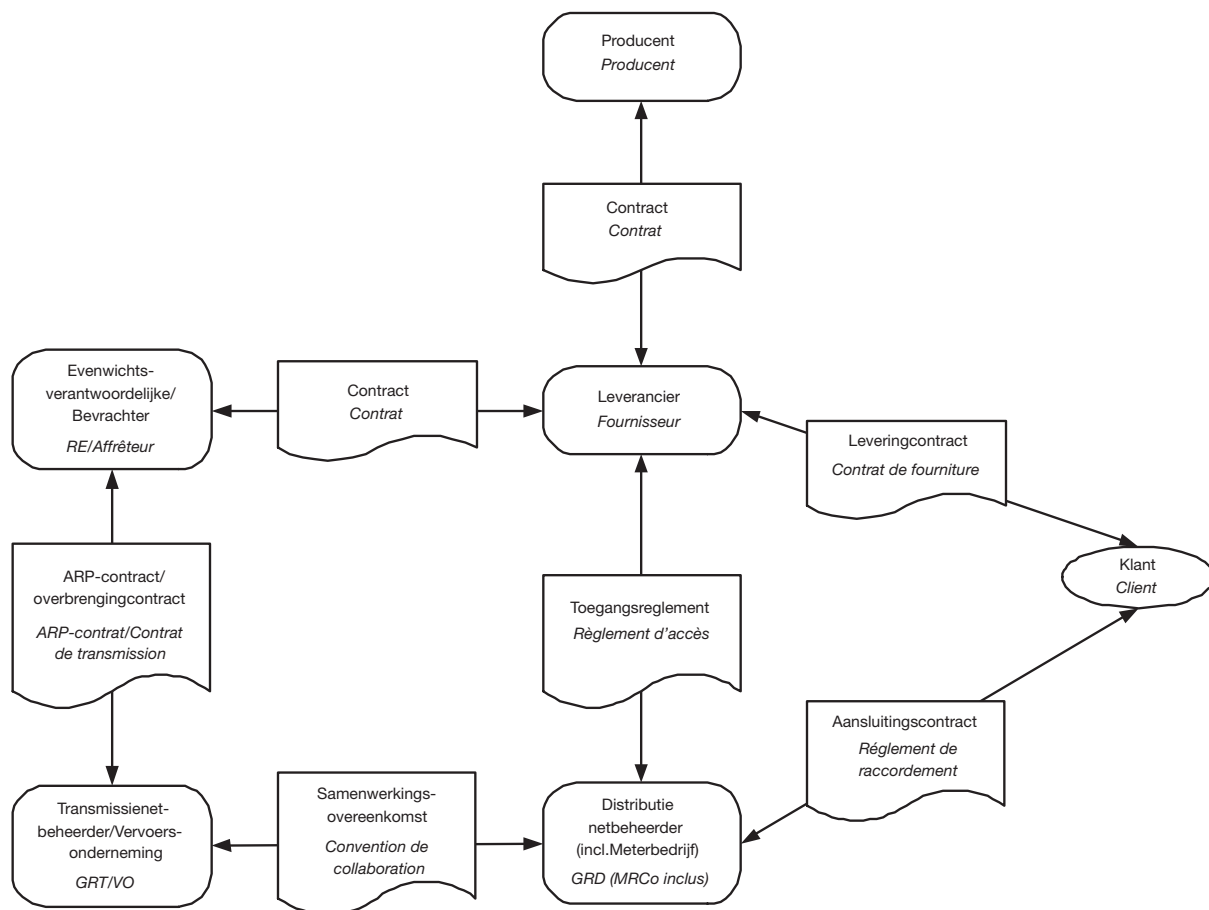 Producent
Producent
Contract
Contrat
Evenwichts-
verantwoordelijke/
Bevrachter
RE/Affrêteur
Contract
Contrat
Leverancier
Fournisseur
Leveringcontract
Contrat de fourniture
ARP-contract/
overbrengingcontract
ARP-contrat/Contrat
de transmission
Toegangsreglement
Règlement d'accès
Klant
Client
Aansluitingscontract
Réglement de
raccordement
Transmissienet-
beheerder/Vervoers-
onderneming
GRT/VO
Samenwerkings-
overeenkomst
Convention de
collaboration
Distributie
netbeheerder
(incl.Meterbedrijf)
GRD (MRCo inclus)